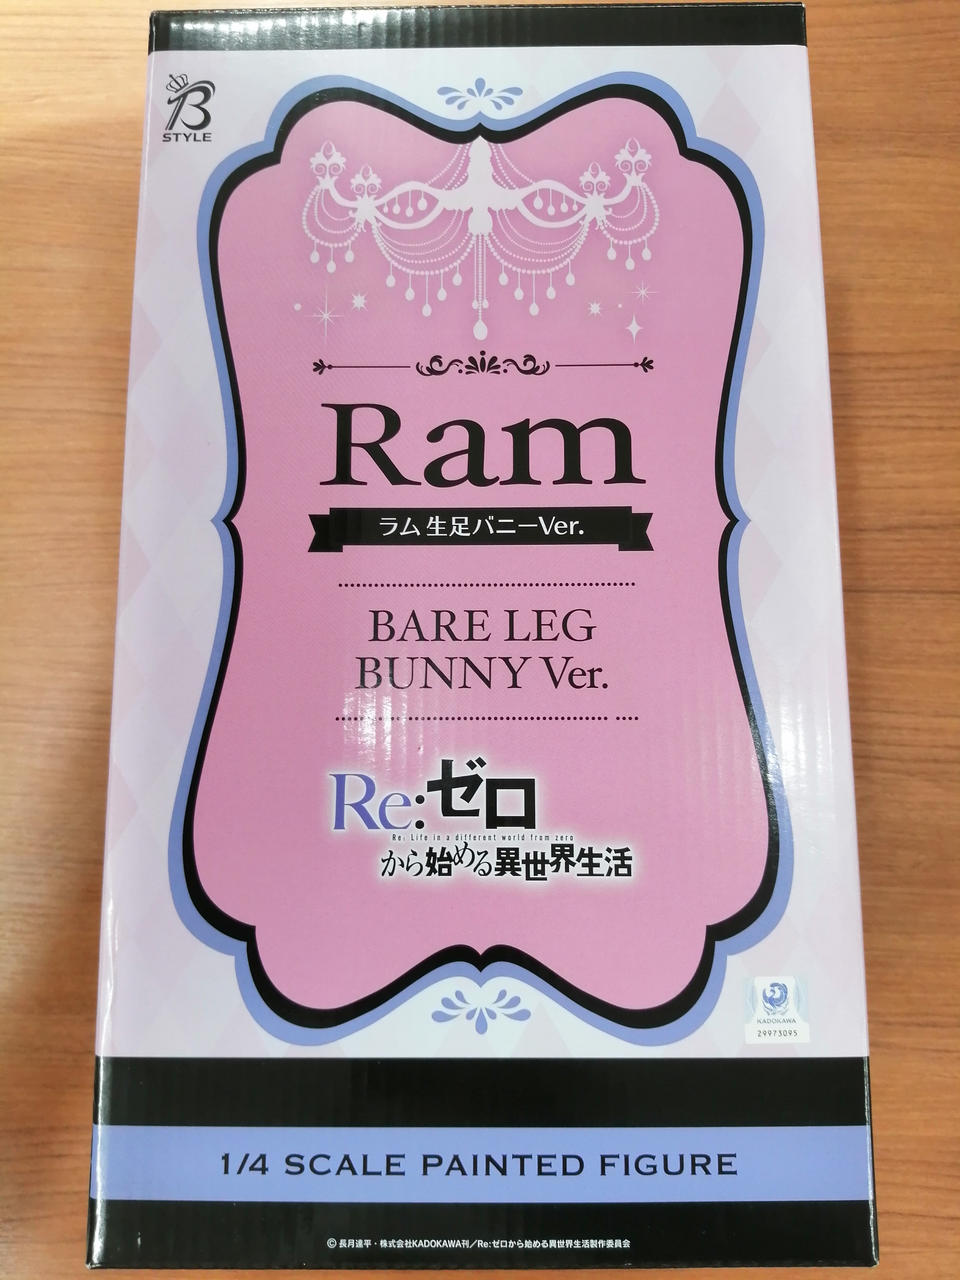 B
STYLE
Ram
ラム 生足バニーVer.
BARE LEG
BUNNY Ver.
Re:ゼロ
Re: Life in a different world from zero
から始める異世界生活
KADOKAWA
29973095
1/4 SCALE PAINTED FIGURE
© 長月達平・株式会社KADOKAWA刊／Re:ゼロから始める異世界生活製作委員会